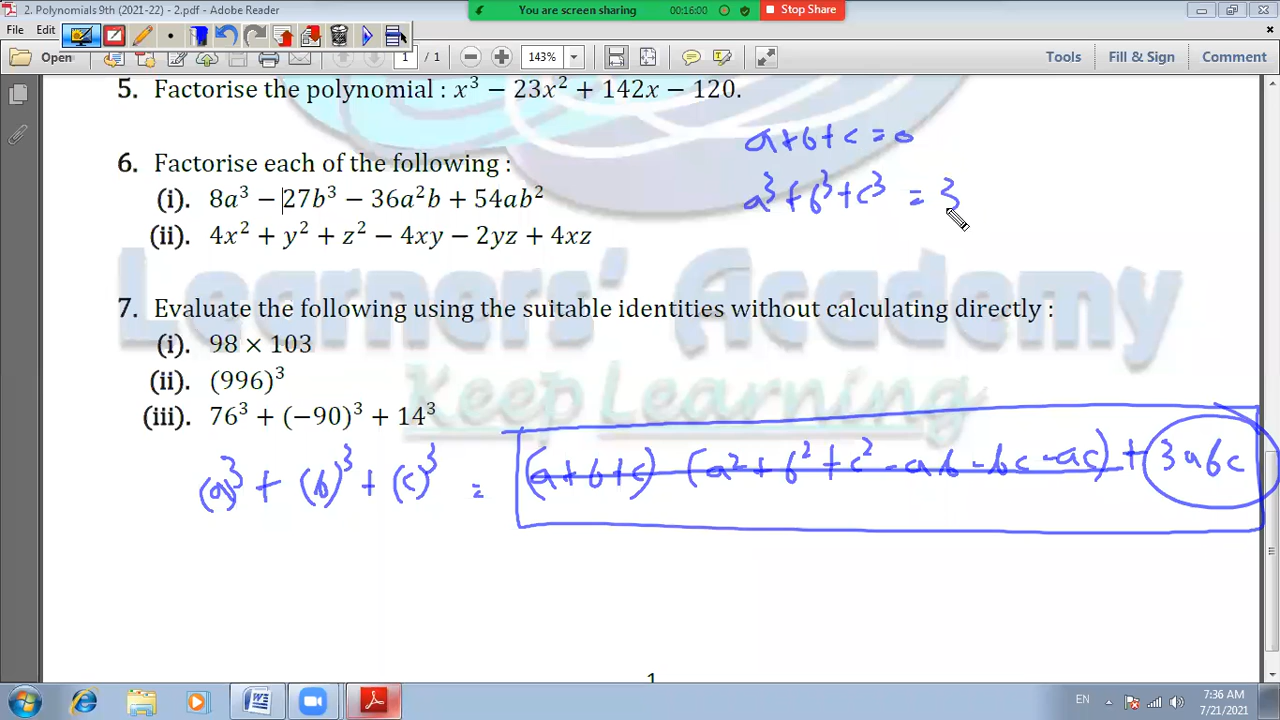 2. Polynomials 9th (2021-22) - 2.pdf - Adobe Reader
You are screen sharing
00:16:00
Stop Share
File Edit
Open
1 / 1
143%
Tools
Fill & Sign
Comment
5. Factorise the polynomial : x³ − 23x² + 142x − 120.
a+b+c=0
6. Factorise each of the following :
(i). 8a³ − 27b³ − 36a²b + 54ab²
a³+b³+c³ = 3
(ii). 4x² + y² + z² − 4xy − 2yz + 4xz
Learners' Academy
7. Evaluate the following using the suitable identities without calculating directly :
(i). 98 × 103
(ii). (996)³
Keep Learning
(iii). 76³ + (−90)³ + 14³
(a)³ + (b)³ + (c)³ = (a+b+c) (a²+b²+c²-ab-bc-ac) + 3abc
1
EN
7:36 AM
7/21/2021